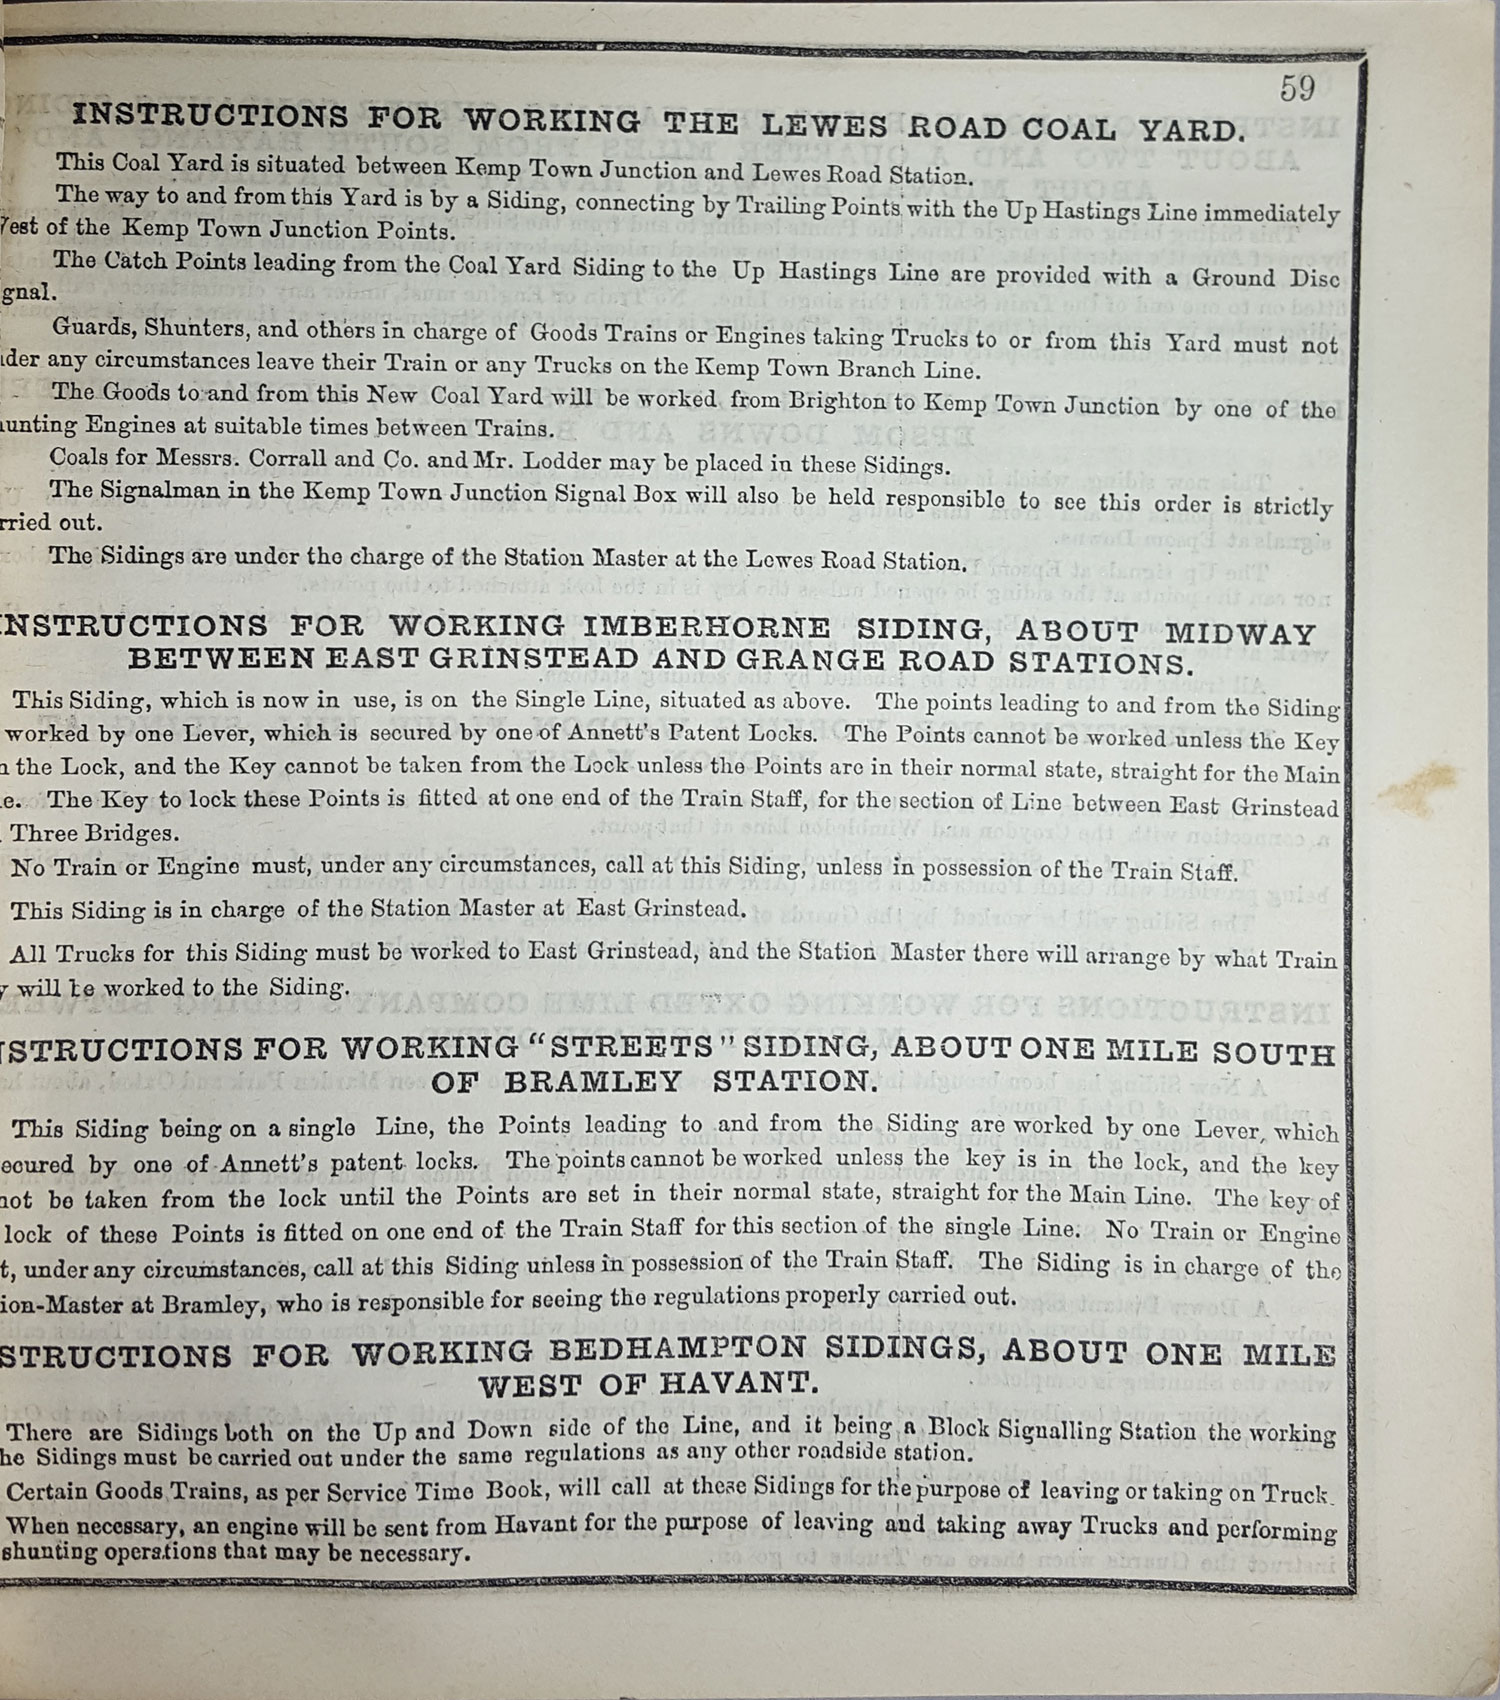 59
INSTRUCTIONS FOR WORKING THE LEWES ROAD COAL YARD.
This Coal Yard is situated between Kemp Town Junction and Lewes Road Station.
The way to and from this Yard is by a Siding, connecting by Trailing Points with the Up Hastings Line immediately
est of the Kemp Town Junction Points.
The Catch Points leading from the Coal Yard Siding to the Up Hastings Line are provided with a Ground Disc
gnal.
Guards, Shunters, and others in charge of Goods Trains or Engines taking Trucks to or from this Yard must not
der any circumstances leave their Train or any Trucks on the Kemp Town Branch Line.
The Goods to and from this New Coal Yard will be worked from Brighton to Kemp Town Junction by one of the
unting Engines at suitable times between Trains.
Coals for Messrs. Corrall and Co. and Mr. Lodder may be placed in these Sidings.
The Signalman in the Kemp Town Junction Signal Box will also be held responsible to see this order is strictly
rried out.
The Sidings are under the charge of the Station Master at the Lewes Road Station.
NSTRUCTIONS FOR WORKING IMBERHORNE SIDING, ABOUT MIDWAY
BETWEEN EAST GRINSTEAD AND GRANGE ROAD STATIONS.
This Siding, which is now in use, is on the Single Line, situated as above. The points leading to and from the Siding
worked by one Lever, which is secured by one of Annett's Patent Locks. The Points cannot be worked unless the Key
n the Lock, and the Key cannot be taken from the Lock unless the Points are in their normal state, straight for the Main
e. The Key to lock these Points is fitted at one end of the Train Staff, for the section of Line between East Grinstead
Three Bridges.
No Train or Engine must, under any circumstances, call at this Siding, unless in possession of the Train Staff.
This Siding is in charge of the Station Master at East Grinstead.
All Trucks for this Siding must be worked to East Grinstead, and the Station Master there will arrange by what Train
y will be worked to the Siding.
STRUCTIONS FOR WORKING "STREETS" SIDING, ABOUT ONE MILE SOUTH
OF BRAMLEY STATION.
This Siding being on a single Line, the Points leading to and from the Siding are worked by one Lever, which
ecured by one of Annett's patent locks. The points cannot be worked unless the key is in the lock, and the key
not be taken from the lock until the Points are set in their normal state, straight for the Main Line. The key of
lock of these Points is fitted on one end of the Train Staff for this section of the single Line. No Train or Engine
t, under any circumstances, call at this Siding unless in possession of the Train Staff. The Siding is in charge of the
ion-Master at Bramley, who is responsible for seeing the regulations properly carried out.
STRUCTIONS FOR WORKING BEDHAMPTON SIDINGS, ABOUT ONE MILE
WEST OF HAVANT.
There are Sidings both on the Up and Down side of the Line, and it being a Block Signalling Station the working
he Sidings must be carried out under the same regulations as any other roadside station.
Certain Goods Trains, as per Service Time Book, will call at these Sidings for the purpose of leaving or taking on Truck.
When necessary, an engine will be sent from Havant for the purpose of leaving and taking away Trucks and performing
shunting operations that may be necessary.